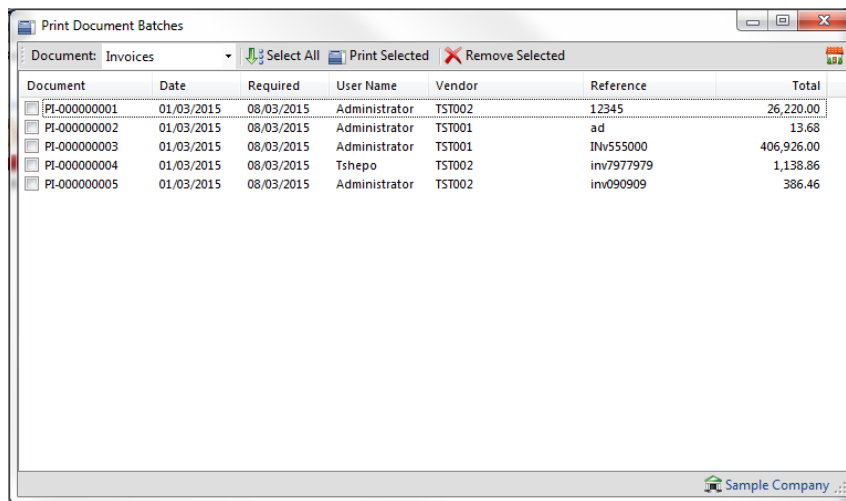 Print Document Batches
Document: Invoices Select All Print Selected Remove Selected
Document Date Required User Name Vendor Reference Total
PI-000000001 01/03/2015 08/03/2015 Administrator TST002 12345 26,220.00
PI-000000002 01/03/2015 08/03/2015 Administrator TST001 ad 13.68
PI-000000003 01/03/2015 08/03/2015 Administrator TST001 INv555000 406,926.00
PI-000000004 01/03/2015 08/03/2015 Tshepo TST002 inv7977979 1,138.86
PI-000000005 01/03/2015 08/03/2015 Administrator TST002 inv090909 386.46
Sample Company